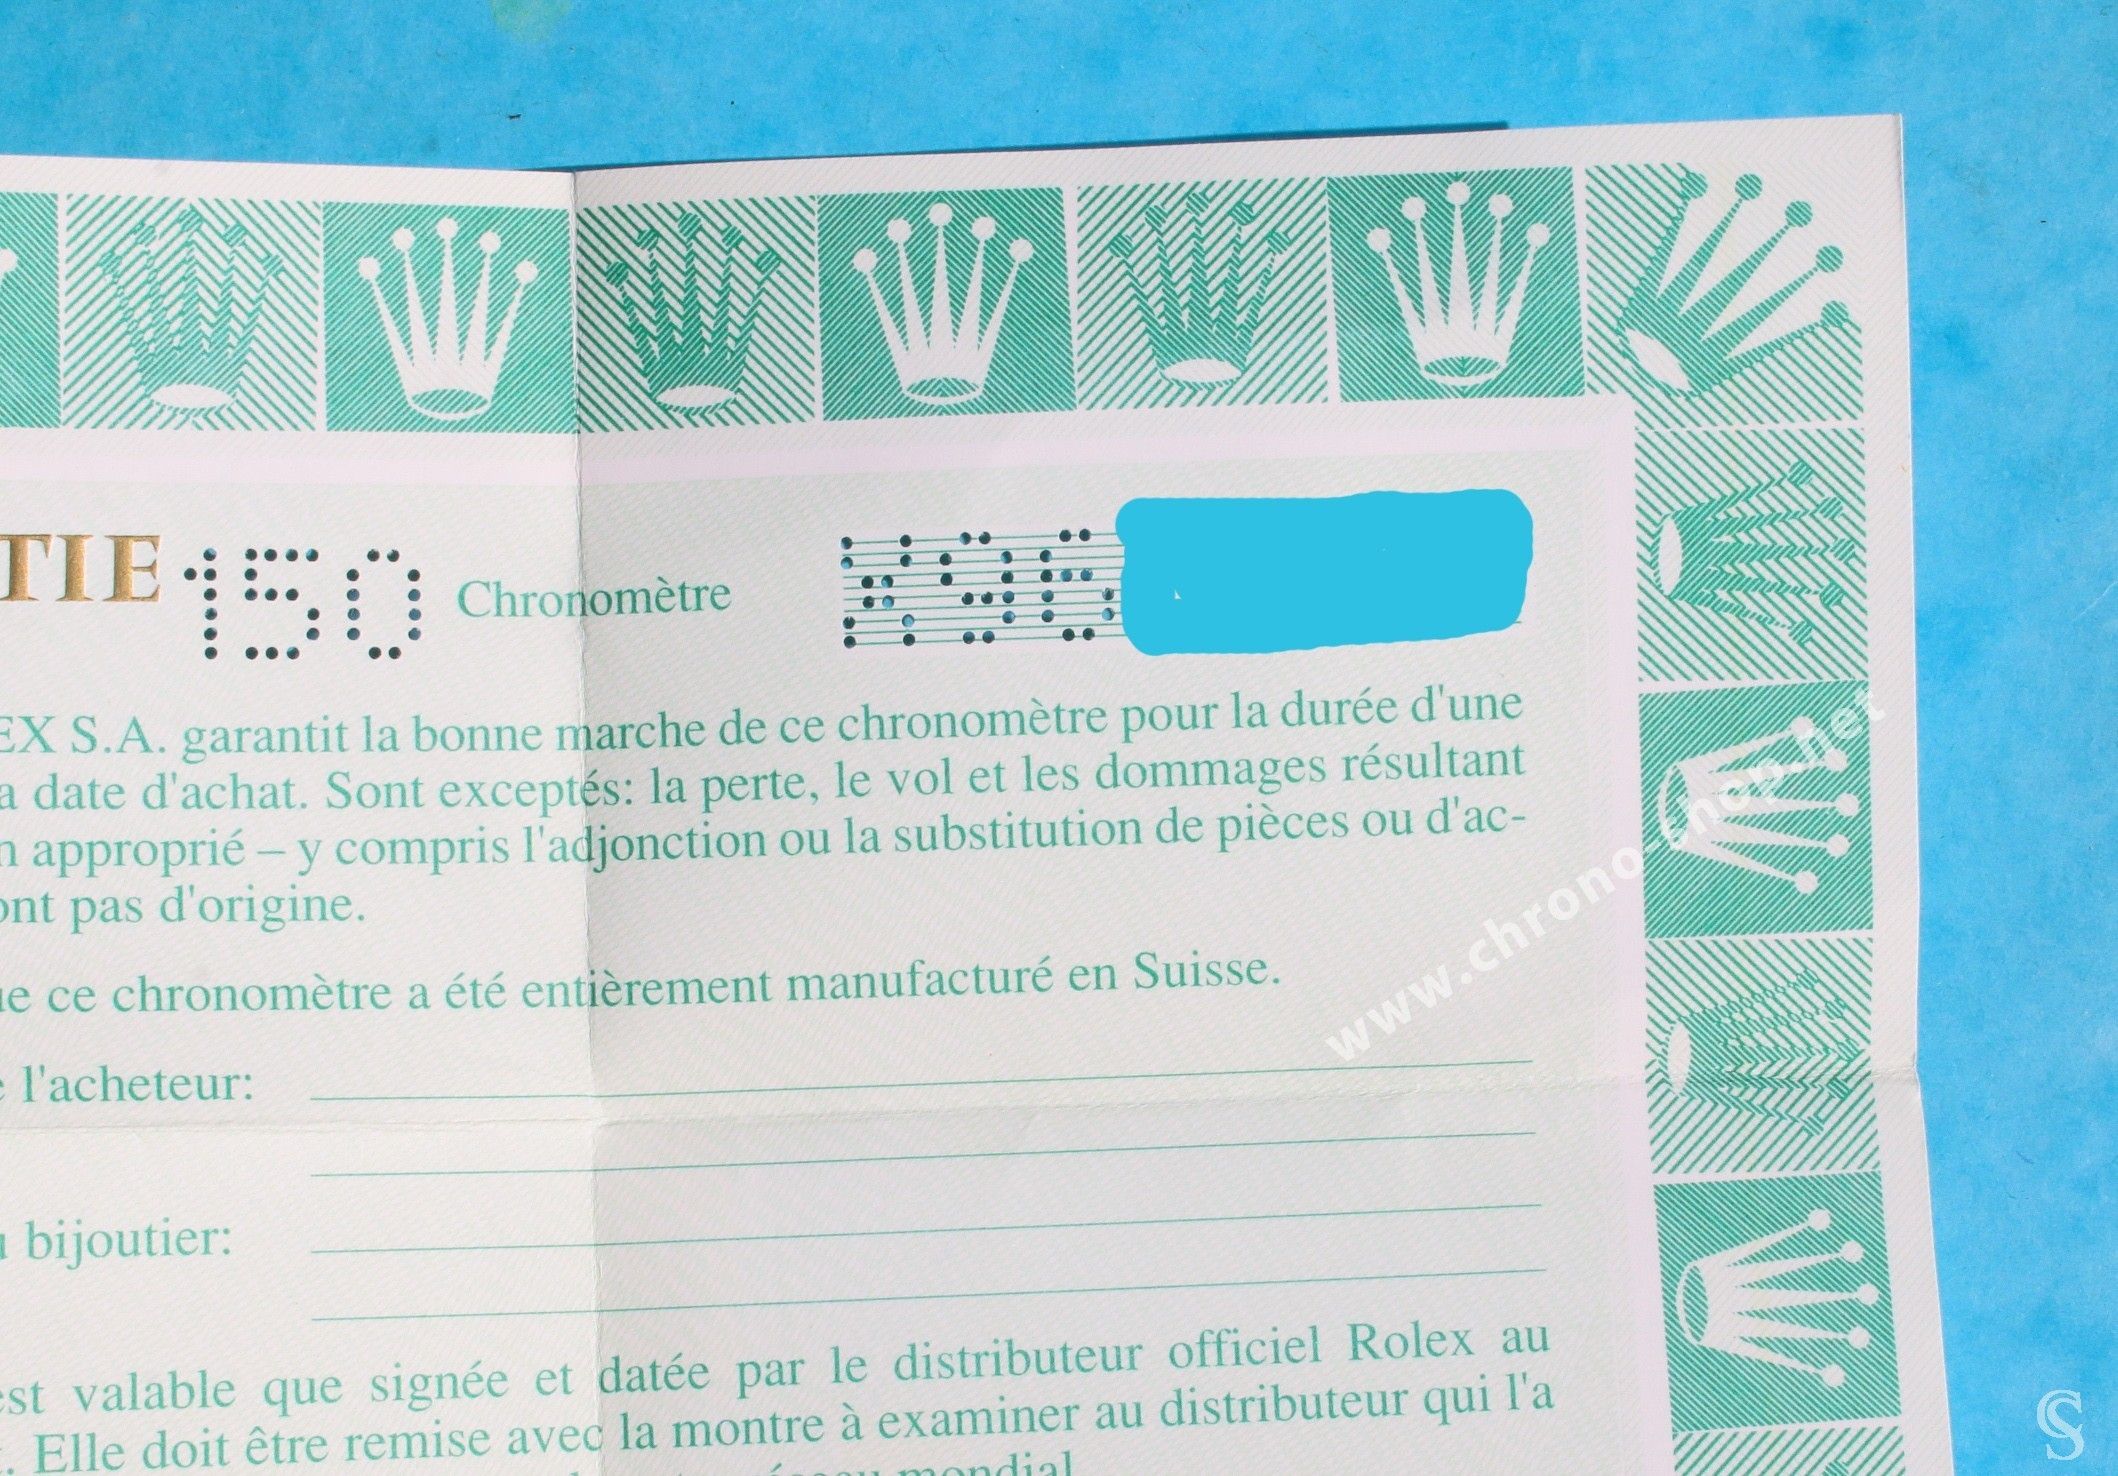 TIE 150 Chronomètre X96
EX S.A. garantit la bonne marche de ce chronomètre pour la durée d'une
a date d'achat. Sont exceptés: la perte, le vol et les dommages résultant
n approprié – y compris l'adjonction ou la substitution de pièces ou d'ac-
ont pas d'origine.
ue ce chronomètre a été entièrement manufacturé en Suisse.
e l'acheteur:
u bijoutier:
est valable que signée et datée par le distributeur officiel Rolex au
t. Elle doit être remise avec la montre à examiner au distributeur qui l'a
réseau mondial
www.chrono-shop.net